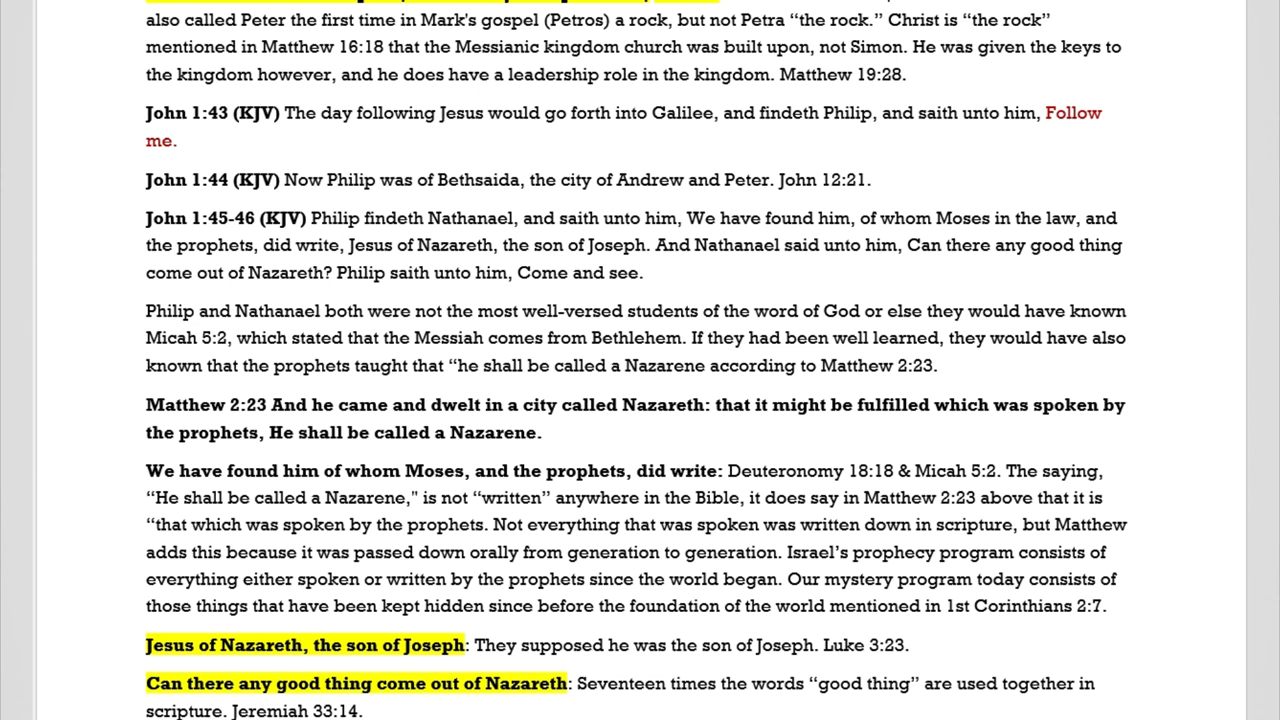 also called Peter the first time in Mark's gospel (Petros) a rock, but not Petra “the rock.” Christ is “the rock”
mentioned in Matthew 16:18 that the Messianic kingdom church was built upon, not Simon. He was given the keys to
the kingdom however, and he does have a leadership role in the kingdom. Matthew 19:28.
John 1:43 (KJV) The day following Jesus would go forth into Galilee, and findeth Philip, and saith unto him, Follow
me.
John 1:44 (KJV) Now Philip was of Bethsaida, the city of Andrew and Peter. John 12:21.
John 1:45-46 (KJV) Philip findeth Nathanael, and saith unto him, We have found him, of whom Moses in the law, and
the prophets, did write, Jesus of Nazareth, the son of Joseph. And Nathanael said unto him, Can there any good thing
come out of Nazareth? Philip saith unto him, Come and see.
Philip and Nathanael both were not the most well-versed students of the word of God or else they would have known
Micah 5:2, which stated that the Messiah comes from Bethlehem. If they had been well learned, they would have also
known that the prophets taught that “he shall be called a Nazarene according to Matthew 2:23.
Matthew 2:23 And he came and dwelt in a city called Nazareth: that it might be fulfilled which was spoken by
the prophets, He shall be called a Nazarene.
We have found him of whom Moses, and the prophets, did write: Deuteronomy 18:18 & Micah 5:2. The saying,
“He shall be called a Nazarene," is not “written” anywhere in the Bible, it does say in Matthew 2:23 above that it is
“that which was spoken by the prophets. Not everything that was spoken was written down in scripture, but Matthew
adds this because it was passed down orally from generation to generation. Israel’s prophecy program consists of
everything either spoken or written by the prophets since the world began. Our mystery program today consists of
those things that have been kept hidden since before the foundation of the world mentioned in 1st Corinthians 2:7.
Jesus of Nazareth, the son of Joseph: They supposed he was the son of Joseph. Luke 3:23.
Can there any good thing come out of Nazareth: Seventeen times the words “good thing” are used together in
scripture. Jeremiah 33:14.